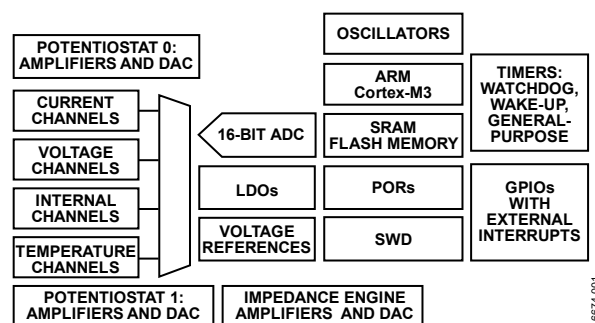 POTENTIOSTAT 0:
AMPLIFIERS AND DAC
CURRENT
CHANNELS
VOLTAGE
CHANNELS
INTERNAL
CHANNELS
TEMPERATURE
CHANNELS
POTENTIOSTAT 1:
AMPLIFIERS AND DAC
16-BIT ADC
LDOs
VOLTAGE
REFERENCES
IMPEDANCE ENGINE
AMPLIFIERS AND DAC
OSCILLATORS
ARM
Cortex-M3
SRAM
FLASH MEMORY
PORs
SWD
TIMERS:
WATCHDOG,
WAKE-UP,
GENERAL-
PURPOSE
GPIOs
WITH
EXTERNAL
INTERRUPTS